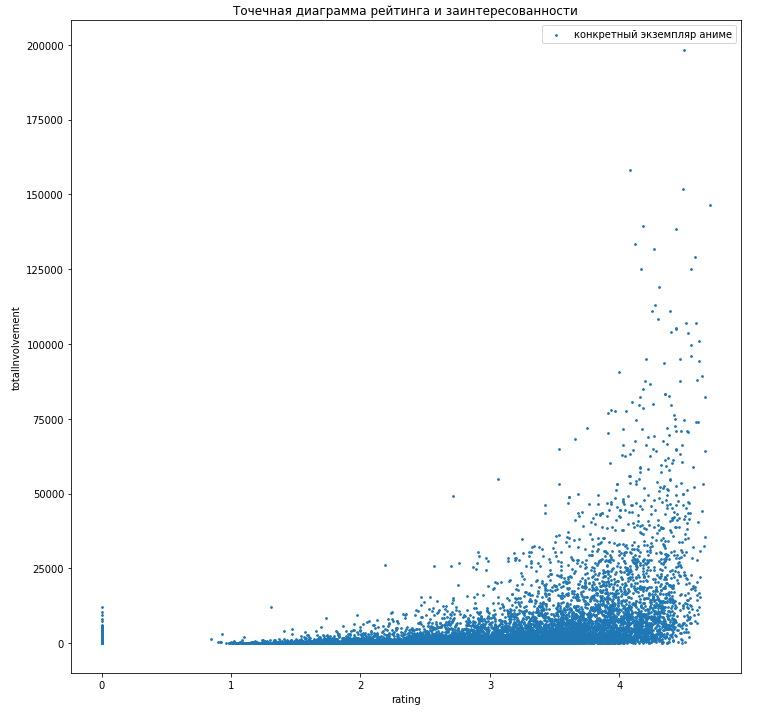 Точечная диаграмма рейтинга и заинтересованности
конкретный экземпляр аниме
200000
175000
150000
125000
100000
75000
50000
25000
0
totalInvolvement
0 1 2 3 4
rating